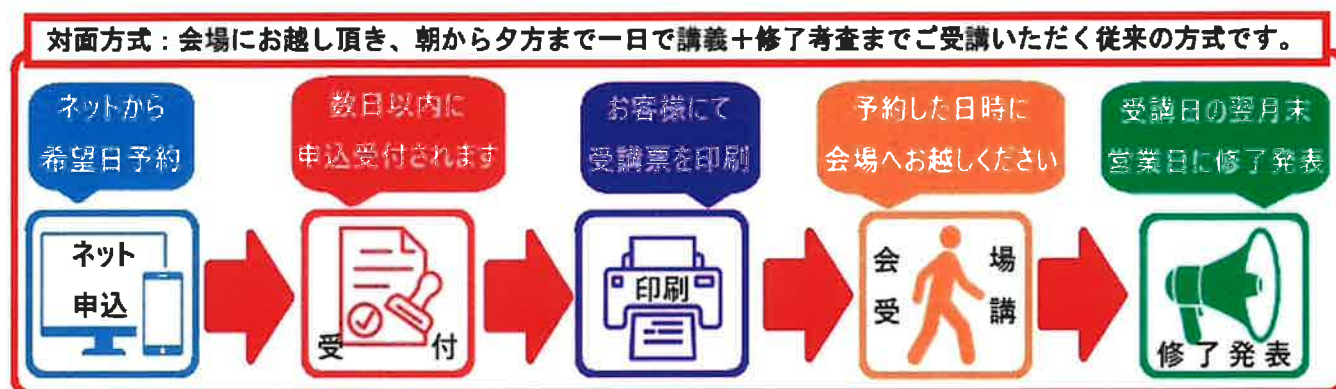 対面方式：会場にお越し頂き、朝から夕方まで一日で講義＋修了考査までご受講いただく従来の方式です。
ネットから
希望日予約
数日以内に
申込受付されます
お客様にて
受講票を印刷
予約した日時に
会場へお越しください
受講日の翌月末
営業日に修了発表
ネット
申込
受付
印刷
会場
受講
修了発表